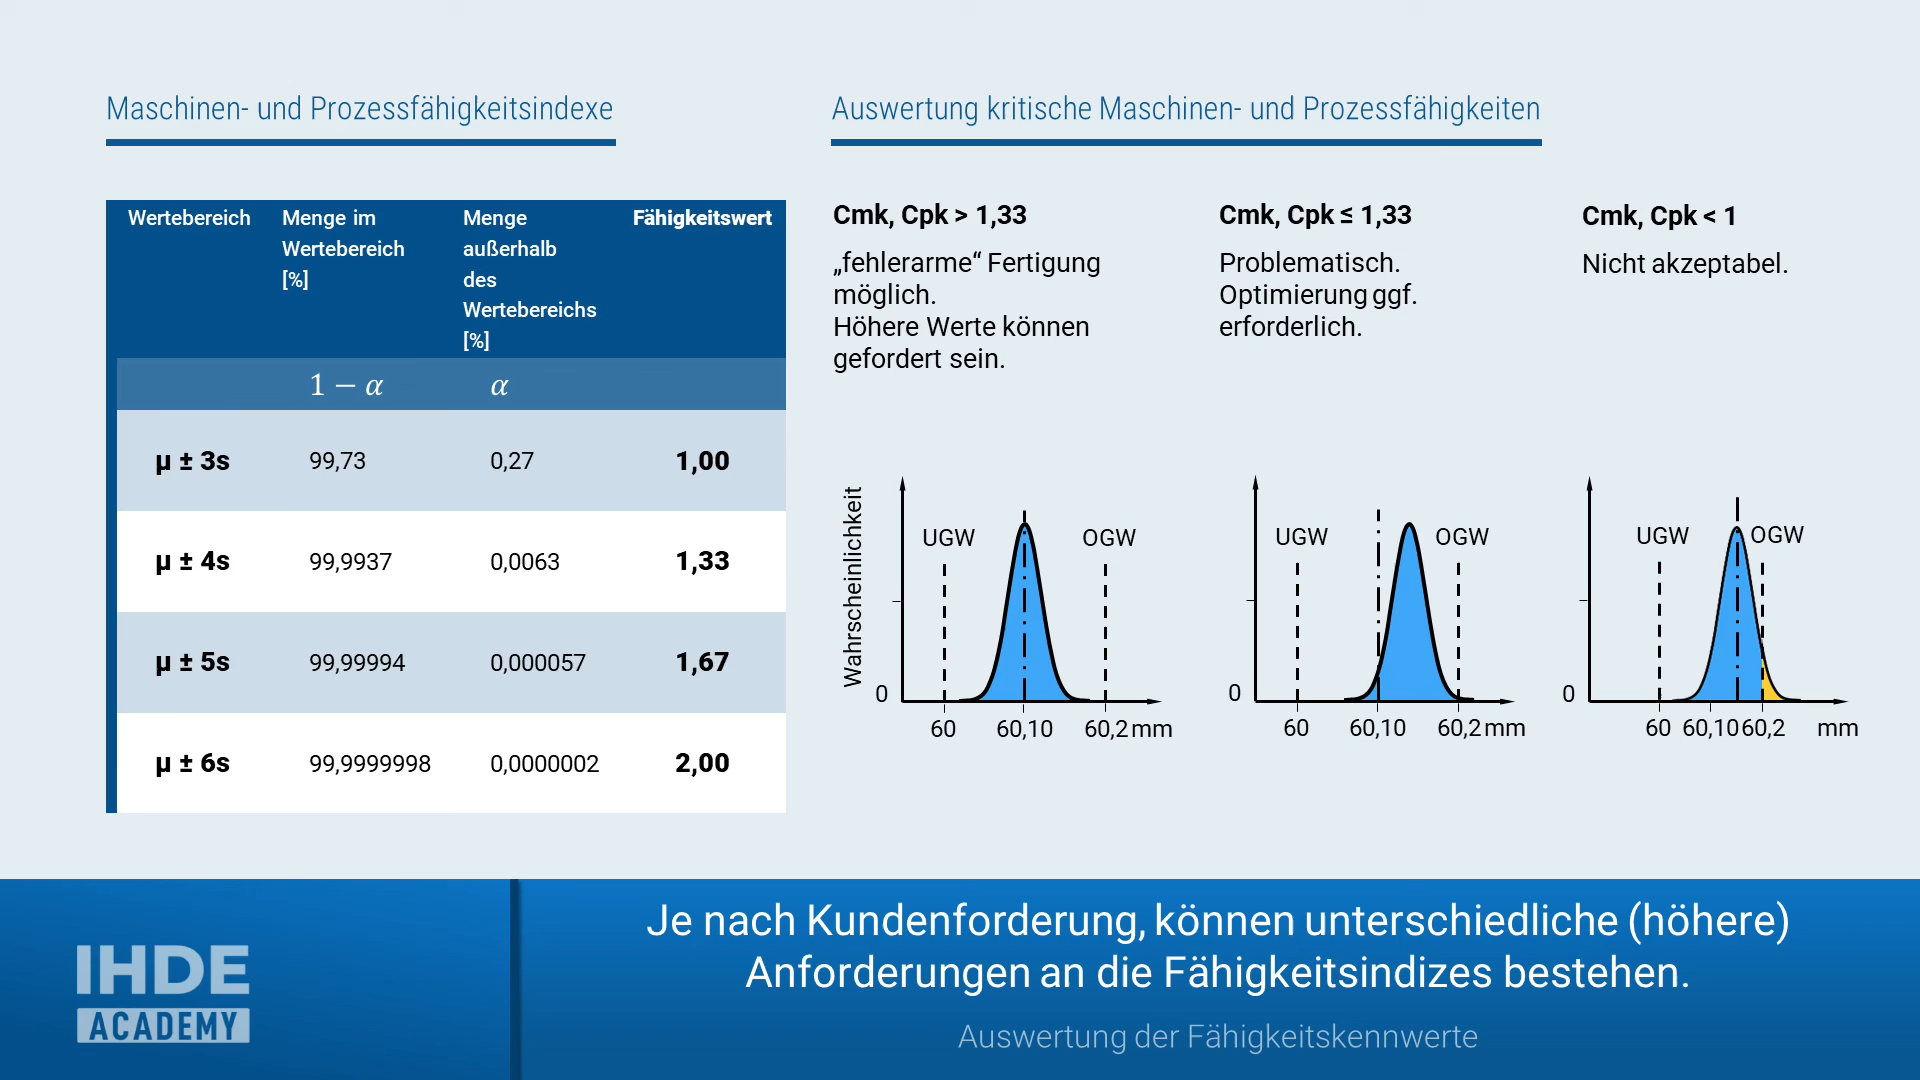 Maschinen- und Prozessfähigkeitsindexe
Wertebereich
Menge im
Wertebereich
[%]
Menge
außerhalb
des
Wertebereichs
[%]
Fähigkeitswert
1 − α
α
μ ± 3s 99,73 0,27 1,00
μ ± 4s 99,9937 0,0063 1,33
μ ± 5s 99,99994 0,000057 1,67
μ ± 6s 99,9999998 0,0000002 2,00
Auswertung kritische Maschinen- und Prozessfähigkeiten
Cmk, Cpk > 1,33
„fehlerarme“ Fertigung
möglich.
Höhere Werte können
gefordert sein.
Cmk, Cpk ≤ 1,33
Problematisch.
Optimierung ggf.
erforderlich.
Cmk, Cpk < 1
Nicht akzeptabel.
Wahrscheinlichkeit
UGW OGW
0
60 60,10 60,2 mm
UGW OGW
0
60 60,10 60,2 mm
UGW OGW
0
60 60,10 60,2 mm
IHDE
ACADEMY
Je nach Kundenforderung, können unterschiedliche (höhere)
Anforderungen an die Fähigkeitsindizes bestehen.
Auswertung der Fähigkeitskennwerte